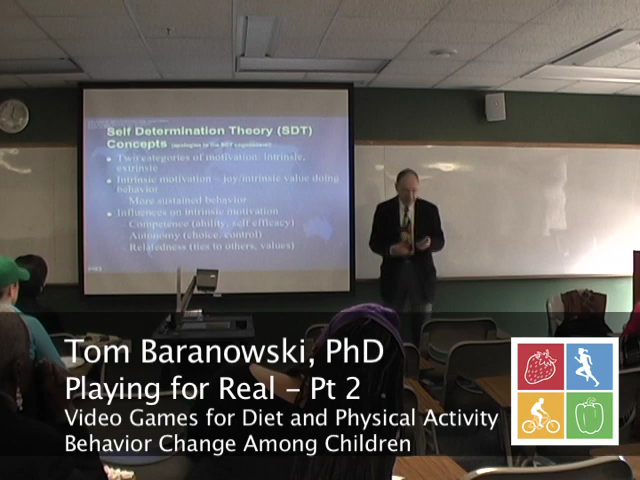 Self Determination Theory (SDT)
Concepts
Two categories of motivation: intrinsic,
extrinsic
Intrinsic motivation – joy/intrinsic value doing
behavior
More sustained behavior
Influences on intrinsic motivation
Competence (ability, self efficacy)
Autonomy (choice, control)
Relatedness (ties to others, values)
Tom Baranowski, PhD
Playing for Real – Pt 2
Video Games for Diet and Physical Activity
Behavior Change Among Children